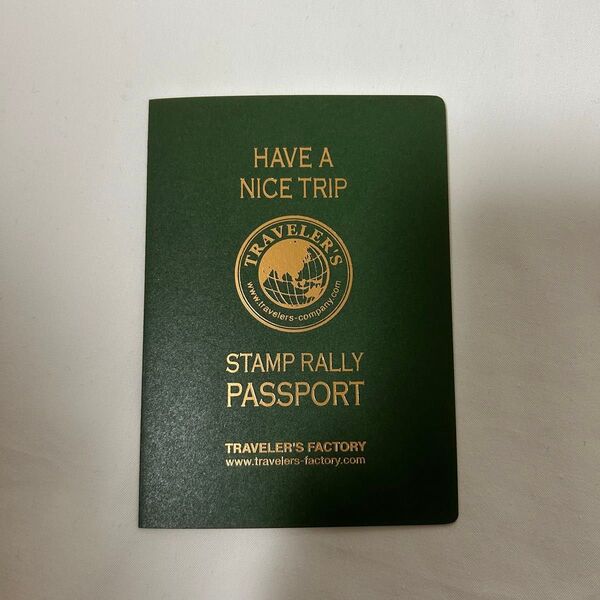 HAVE A
NICE TRIP
TRAVELER'S
www.travelers-company.com
STAMP RALLY
PASSPORT
TRAVELER'S FACTORY
www.travelers-factory.com